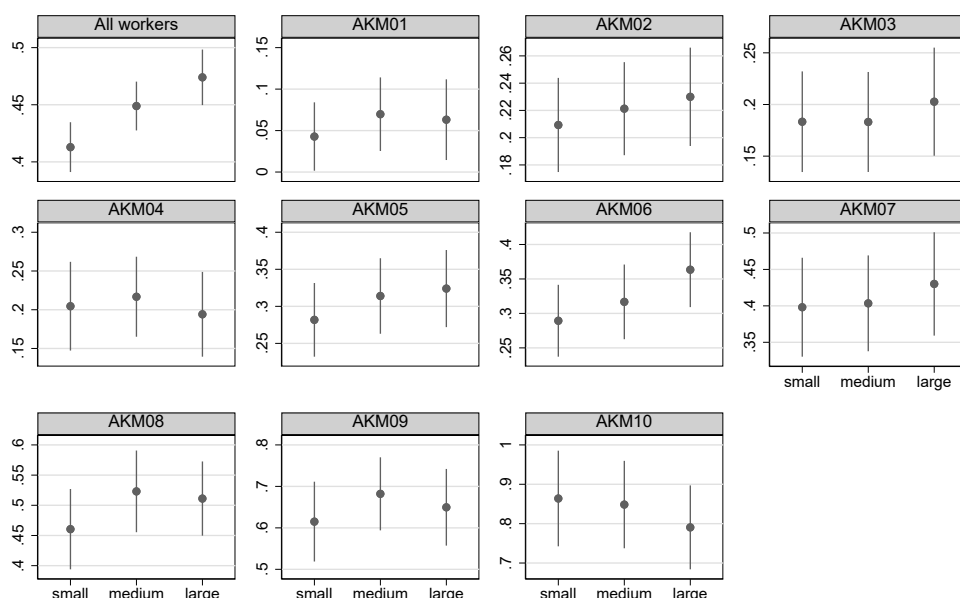 All workers
AKM01
AKM02
AKM03
.5
.45
.4
.15
.1
.05
0
.26
.24
.22
.2
.18
.25
.2
.15
AKM04
AKM05
AKM06
AKM07
.3
.25
.2
.15
.4
.35
.3
.25
.4
.35
.3
.25
.5
.45
.4
.35
small medium large
AKM08
AKM09
AKM10
.6
.55
.5
.45
.4
.8
.7
.6
.5
1
.9
.8
.7
small medium large
small medium large
small medium large